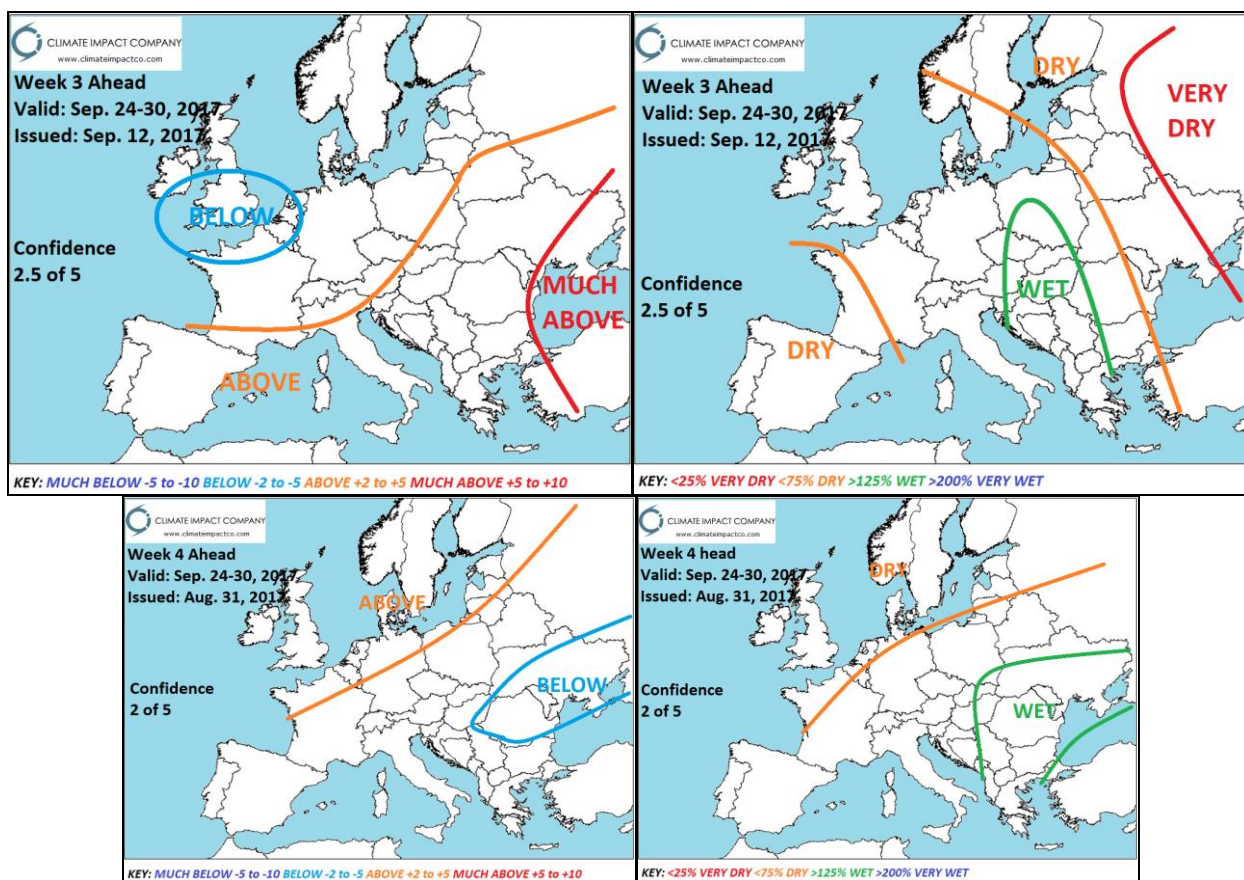 CLIMATE IMPACT COMPANY
www.climateimpactco.com
Week 3 Ahead
Valid: Sep. 24-30, 2017
Issued: Sep. 12, 2017
BELOW
Confidence
2.5 of 5
MUCH
ABOVE
ABOVE
KEY: MUCH BELOW -5 to -10 BELOW -2 to -5 ABOVE +2 to +5 MUCH ABOVE +5 to +10
CLIMATE IMPACT COMPANY
www.climateimpactco.com
Week 3 Ahead
Valid: Sep. 24-30, 2017
Issued: Sep. 12, 2017
DRY
VERY
DRY
Confidence
2.5 of 5
WET
DRY
KEY: <25% VERY DRY <75% DRY >125% WET >200% VERY WET
CLIMATE IMPACT COMPANY
www.climateimpactco.com
Week 4 Ahead
Valid: Sep. 24-30, 2017
Issued: Aug. 31, 2017
ABOVE
Confidence
2 of 5
BELOW
KEY: MUCH BELOW -5 to -10 BELOW -2 to -5 ABOVE +2 to +5 MUCH ABOVE +5 to +10
CLIMATE IMPACT COMPANY
www.climateimpactco.com
Week 4 head
Valid: Sep. 24-30, 2017
Issued: Aug. 31, 2017
DRY
Confidence
2 of 5
WET
KEY: <25% VERY DRY <75% DRY >125% WET >200% VERY WET